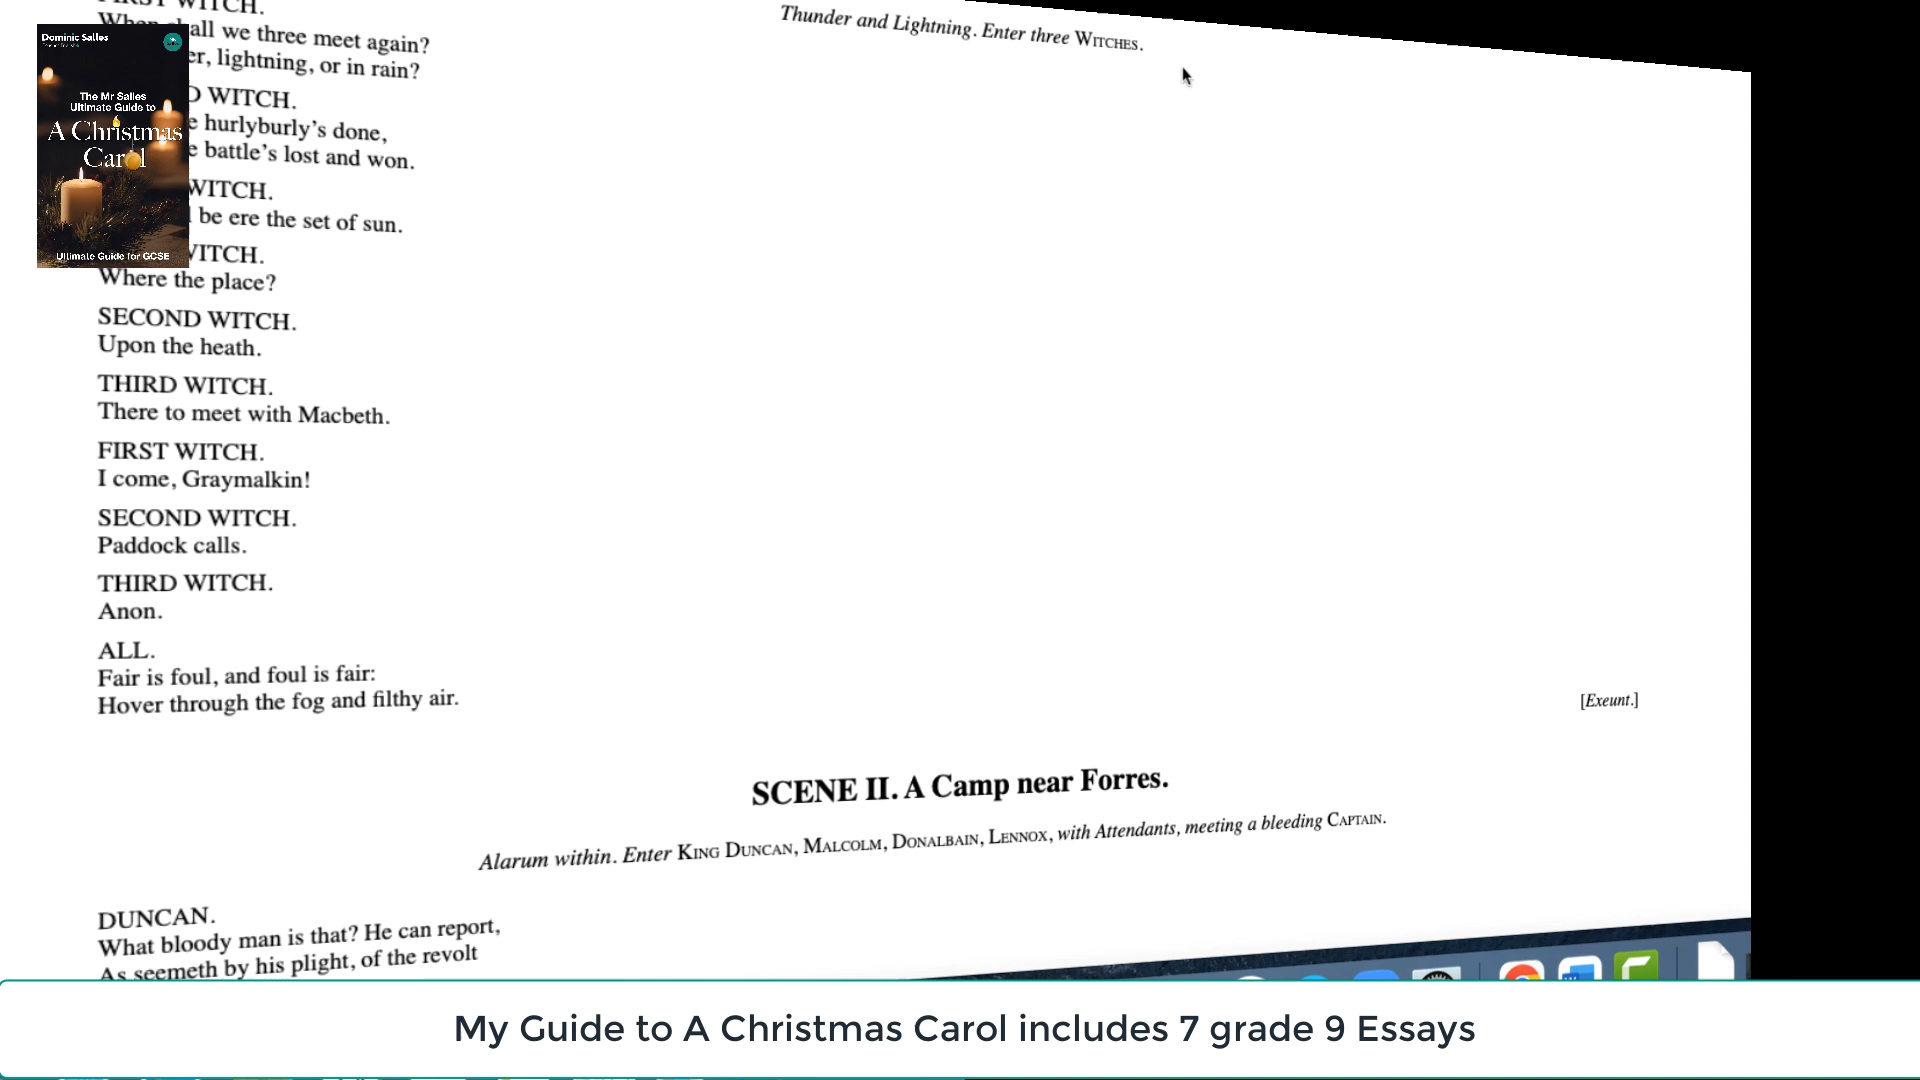 WITCH.
Thunder and Lightning. Enter three WITCHES.
all we three meet again?
er, lightning, or in rain?
D WITCH.
e hurlyburly's done,
e battle's lost and won.
WITCH.
be ere the set of sun.
WITCH.
Where the place?
SECOND WITCH.
Upon the heath.
THIRD WITCH.
There to meet with Macbeth.
FIRST WITCH.
I come, Graymalkin!
SECOND WITCH.
Paddock calls.
THIRD WITCH.
Anon.
ALL.
Fair is foul, and foul is fair:
Hover through the fog and filthy air.
[Exeunt.]
SCENE II. A Camp near Forres.
Alarum within. Enter KING DUNCAN, MALCOLM, DONALBAIN, LENNOX, with Attendants, meeting a bleeding CAPTAIN.
DUNCAN.
What bloody man is that? He can report,
As seemeth by his plight, of the revolt
Dominic Salles
The Mr Salles
Ultimate Guide to
A Christmas
Carol
Ultimate Guide for GCSE
My Guide to A Christmas Carol includes 7 grade 9 Essays